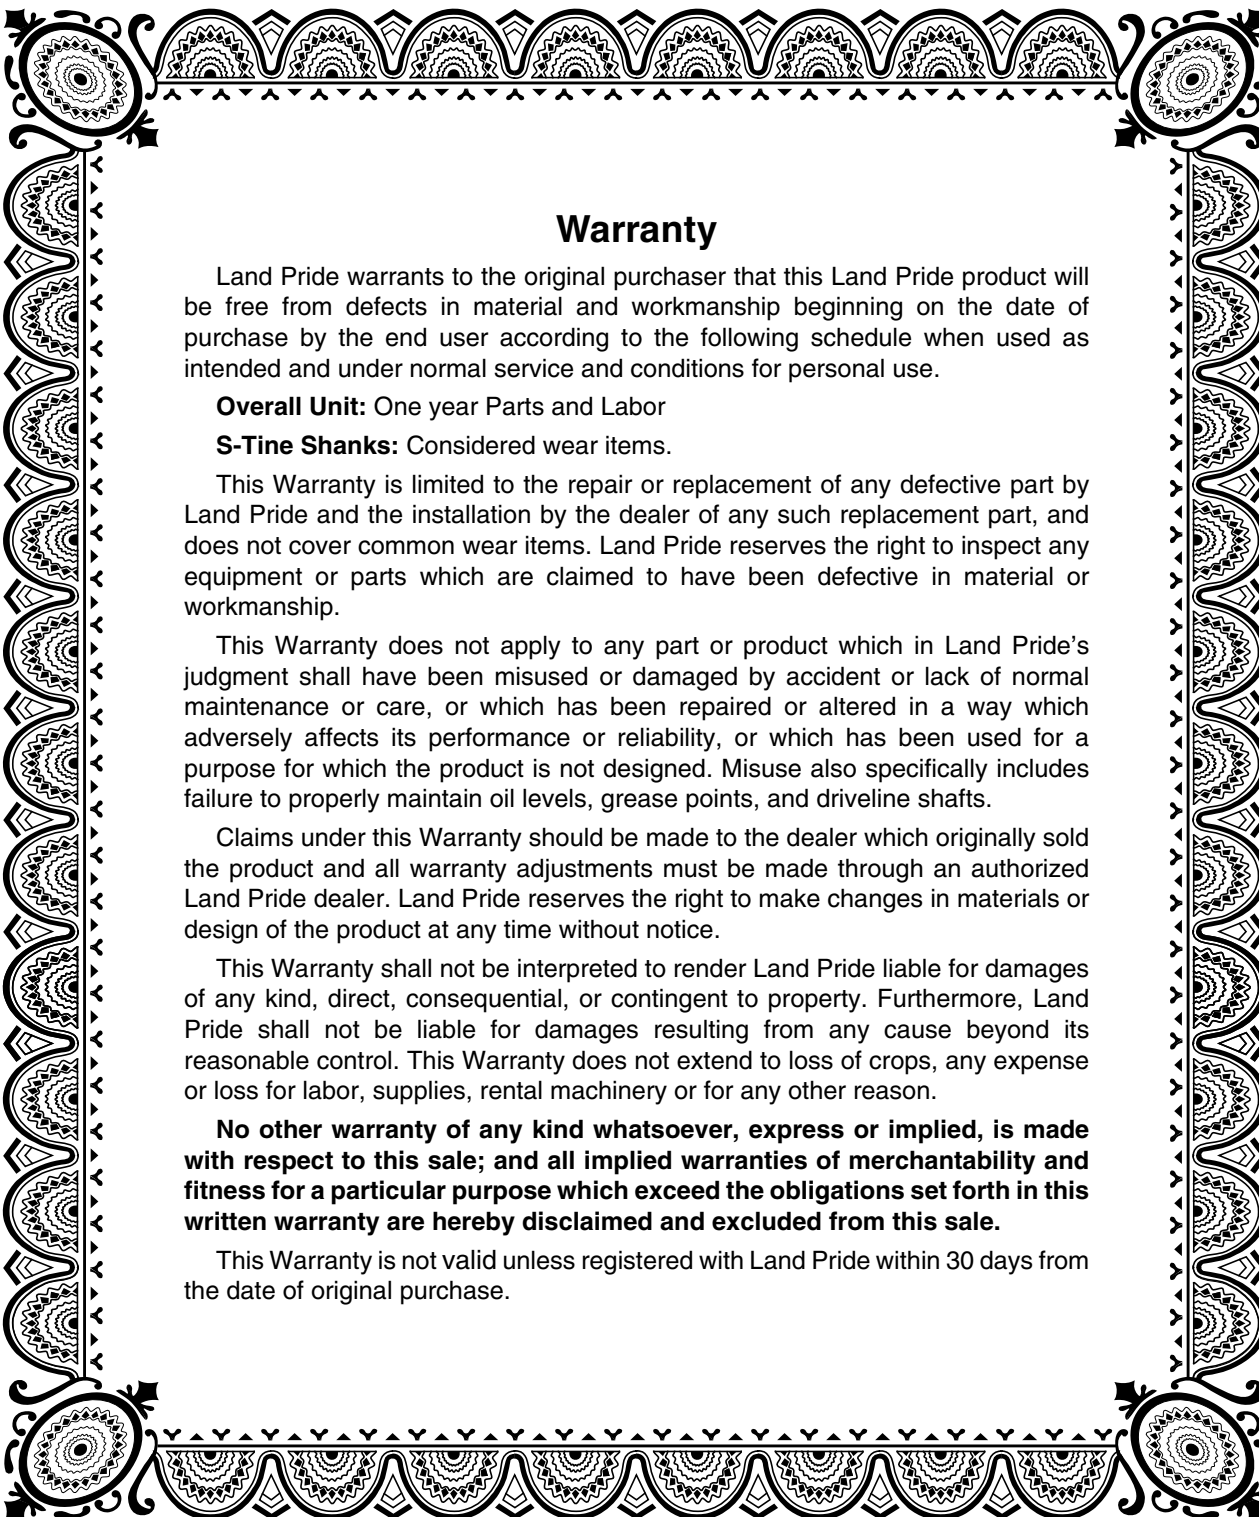 Warranty
Land Pride warrants to the original purchaser that this Land Pride product will
be free from defects in material and workmanship beginning on the date of
purchase by the end user according to the following schedule when used as
intended and under normal service and conditions for personal use.
Overall Unit: One year Parts and Labor
S-Tine Shanks: Considered wear items.
This Warranty is limited to the repair or replacement of any defective part by
Land Pride and the installation by the dealer of any such replacement part, and
does not cover common wear items. Land Pride reserves the right to inspect any
equipment or parts which are claimed to have been defective in material or
workmanship.
This Warranty does not apply to any part or product which in Land Pride’s
judgment shall have been misused or damaged by accident or lack of normal
maintenance or care, or which has been repaired or altered in a way which
adversely affects its performance or reliability, or which has been used for a
purpose for which the product is not designed. Misuse also specifically includes
failure to properly maintain oil levels, grease points, and driveline shafts.
Claims under this Warranty should be made to the dealer which originally sold
the product and all warranty adjustments must be made through an authorized
Land Pride dealer. Land Pride reserves the right to make changes in materials or
design of the product at any time without notice.
This Warranty shall not be interpreted to render Land Pride liable for damages
of any kind, direct, consequential, or contingent to property. Furthermore, Land
Pride shall not be liable for damages resulting from any cause beyond its
reasonable control. This Warranty does not extend to loss of crops, any expense
or loss for labor, supplies, rental machinery or for any other reason.
No other warranty of any kind whatsoever, express or implied, is made
with respect to this sale; and all implied warranties of merchantability and
fitness for a particular purpose which exceed the obligations set forth in this
written warranty are hereby disclaimed and excluded from this sale.
This Warranty is not valid unless registered with Land Pride within 30 days from
the date of original purchase.